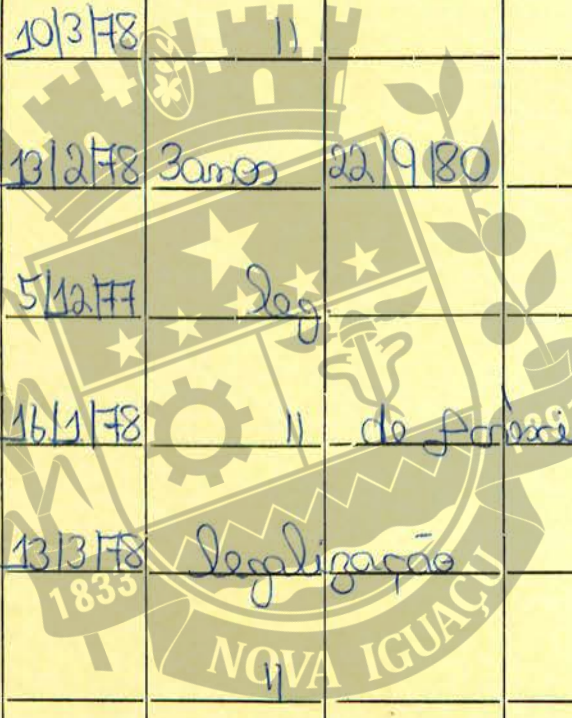 10/3/78 11
13/2/78 3anos 22/9/80
5/12/77 leg
16/1/78 11 de
13/3/78 legalização
11
1833
NOVA IGUAÇU